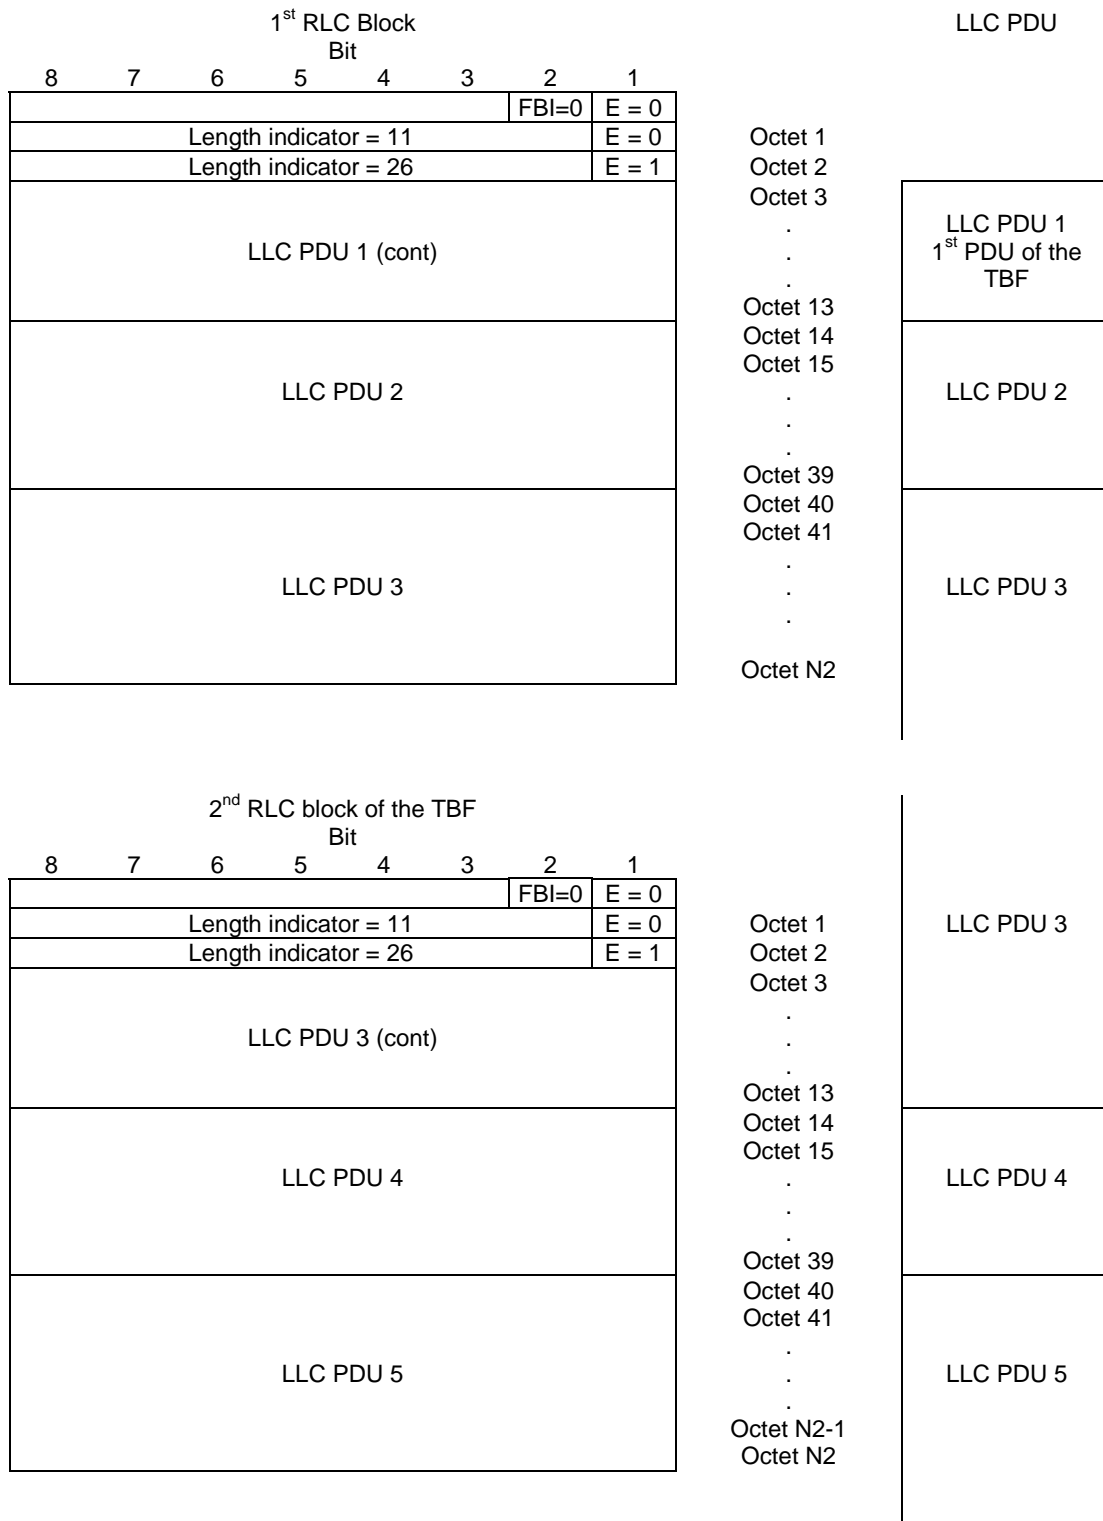 1st RLC Block LLC PDU
Bit
8 7 6 5 4 3 2 1
FBI=0 E = 0
Length indicator = 11 E = 0 Octet 1
Length indicator = 26 E = 1 Octet 2
Octet 3
.
LLC PDU 1 (cont) . LLC PDU 1
1st PDU of the
TBF
.
Octet 13
Octet 14
Octet 15
LLC PDU 2 . LLC PDU 2
.
.
Octet 39
Octet 40
Octet 41
.
LLC PDU 3 . LLC PDU 3
.
Octet N2
2nd RLC block of the TBF
Bit
8 7 6 5 4 3 2 1
FBI=0 E = 0
Length indicator = 11 E = 0 Octet 1 LLC PDU 3
Length indicator = 26 E = 1 Octet 2
Octet 3
.
LLC PDU 3 (cont) .
.
Octet 13
Octet 14
Octet 15
LLC PDU 4 . LLC PDU 4
.
.
Octet 39
Octet 40
Octet 41
.
LLC PDU 5 . LLC PDU 5
.
Octet N2-1
Octet N2